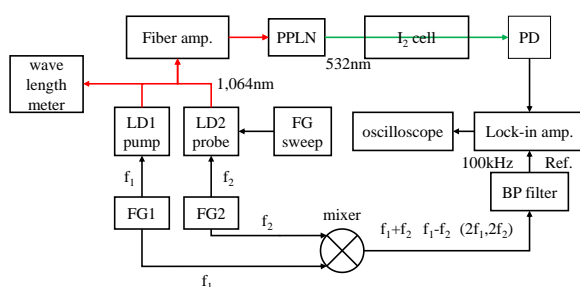 Fiber amp.
PPLN
I₂ cell
PD
532nm
wave
length
meter
1,064nm
LD1
pump
LD2
probe
FG
sweep
oscilloscope
Lock-in amp.
100kHz
Ref.
f₁
f₂
BP filter
FG1
FG2
mixer
f₂
f₁+f₂ f₁-f₂ (2f₁,2f₂)
f₁